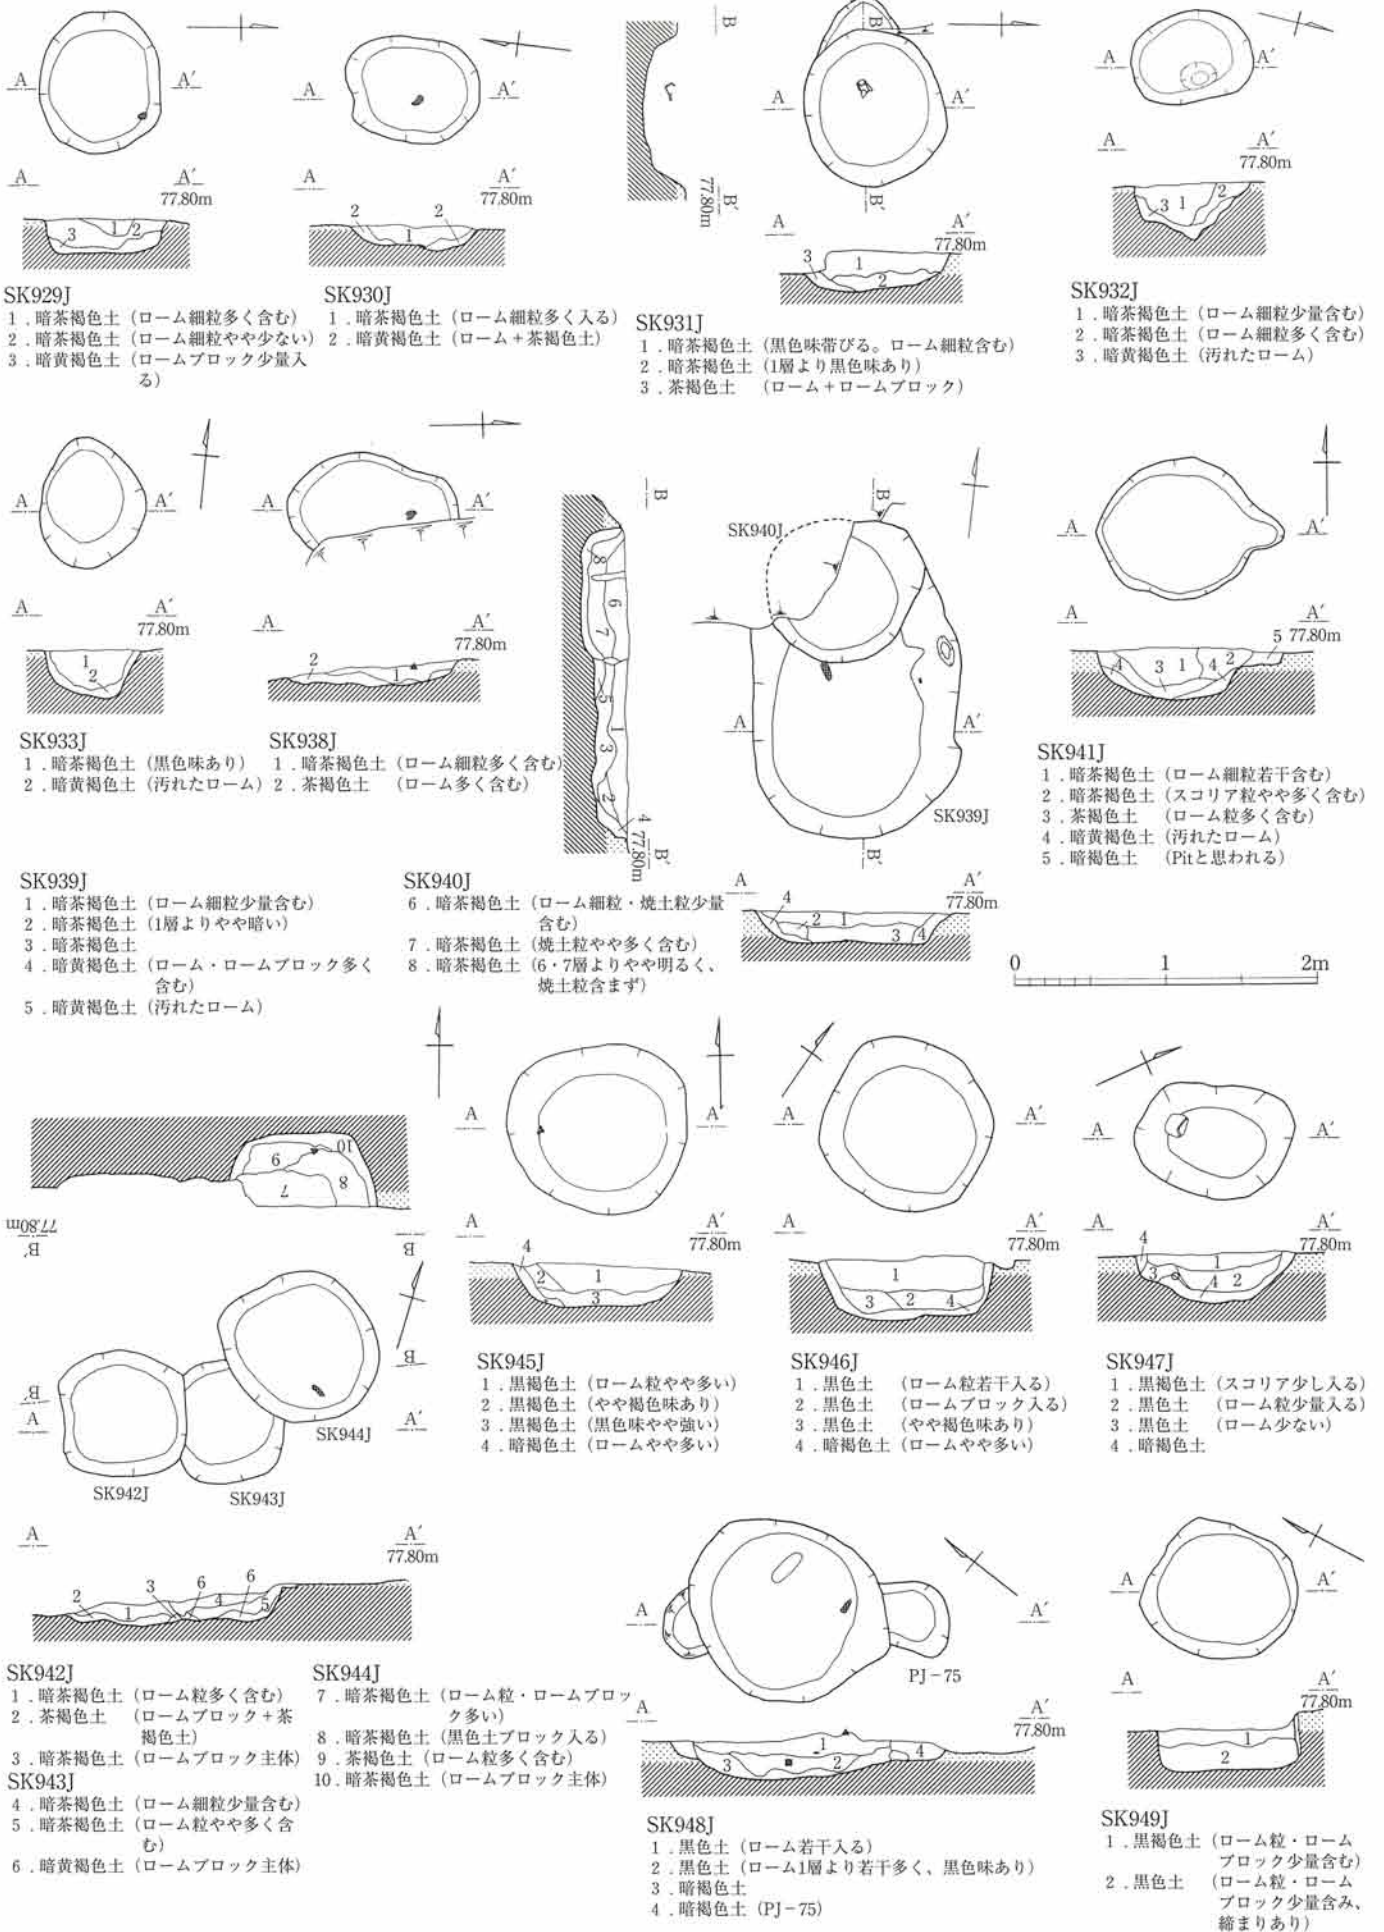 A A′
A A′
77.80m
1 2 3
SK929J
1．暗茶褐色土（ローム細粒多く含む）
2．暗茶褐色土（ローム細粒やや少ない）
3．暗黄褐色土（ロームブロック少量入
る）
A A′
A A′
77.80m
2 2
1
SK930J
1．暗茶褐色土（ローム細粒多く入る）
2．暗黄褐色土（ローム＋茶褐色土）
B
B′
77.80m
B
A A′
B′
A A′
77.80m
3 1
2
SK931J
1．暗茶褐色土（黒色味帯びる。ローム細粒含む）
2．暗茶褐色土（1層より黒色味あり）
3．茶褐色土　（ローム＋ロームブロック）
A A′
A A′
77.80m
3 1 2
SK932J
1．暗茶褐色土（ローム細粒少量含む）
2．暗茶褐色土（ローム細粒多く含む）
3．暗黄褐色土（汚れたローム）
A A′
A A′
77.80m
1
2
SK933J
1．暗茶褐色土（黒色味あり）
2．暗黄褐色土（汚れたローム）
A A′
A A′
77.80m
2 1
SK938J
1．暗茶褐色土（ローム細粒多く含む）
2．茶褐色土　（ローム多く含む）
B
8 6 7
5 1 3 2 4
77.80m
B′
SK940J
B
A A′
SK939J
B′
A A′
77.80m
4 2 1 3 4
SK939J
1．暗茶褐色土（ローム細粒少量含む）
2．暗茶褐色土（1層よりやや暗い）
3．暗茶褐色土
4．暗黄褐色土（ローム・ロームブロック多く
含む）
5．暗黄褐色土（汚れたローム）
SK940J
6．暗茶褐色土（ローム細粒・焼土粒少量
含む）
7．暗茶褐色土（焼土粒やや多く含む）
8．暗茶褐色土（6・7層よりやや明るく、
焼土粒含まず）
A A′
A A′
77.80m
4 3 1 4 2 5
SK941J
1．暗茶褐色土（ローム細粒若干含む）
2．暗茶褐色土（スコリア粒やや多く含む）
3．茶褐色土　（ローム粒多く含む）
4．暗黄褐色土（汚れたローム）
5．暗褐色土　（Pitと思われる）
0 1 2m
9 10
7 8
77.80m
B′ B
B
B′
A A′
SK944J
SK942J
SK943J
A A′
77.80m
2 1 3 6 4 6 5
SK942J
1．暗茶褐色土（ローム粒多く含む）
2．茶褐色土　（ロームブロック＋茶
褐色土）
3．暗茶褐色土（ロームブロック主体）
SK943J
4．暗茶褐色土（ローム細粒少量含む）
5．暗茶褐色土（ローム粒やや多く含
む）
6．暗黄褐色土（ロームブロック主体）
SK944J
7．暗茶褐色土（ローム粒・ロームブロッ
ク多い）
8．暗茶褐色土（黒色土ブロック入る）
9．茶褐色土（ローム粒多く含む）
10．暗茶褐色土（ロームブロック主体）
A A′
A A′
77.80m
4 2 1
3
SK945J
1．黒褐色土（ローム粒やや多い）
2．黒褐色土（やや褐色味あり）
3．黒褐色土（黒色味やや強い）
4．暗褐色土（ロームやや多い）
A A′
A A′
77.80m
1
3 2 4
SK946J
1．黒色土　（ローム粒若干入る）
2．黒色土　（ロームブロック入る）
3．黒色土　（やや褐色味あり）
4．暗褐色土（ロームやや多い）
A A′
A A′
77.80m
4 1
3 4 2
SK947J
1．黒褐色土（スコリア少し入る）
2．黒色土　（ローム粒少量入る）
3．黒色土　（ローム少ない）
4．暗褐色土
A A′
PJ－75
A A′
77.80m
1
3 2 4
SK948J
1．黒色土（ローム若干入る）
2．黒色土（ローム1層より若干多く、黒色味あり）
3．暗褐色土
4．暗褐色土（PJ－75）
A A′
A A′
77.80m
1
2
SK949J
1．黒褐色土（ローム粒・ローム
ブロック少量含む）
2．黒色土　（ローム粒・ローム
ブロック少量含み、
締まりあり）